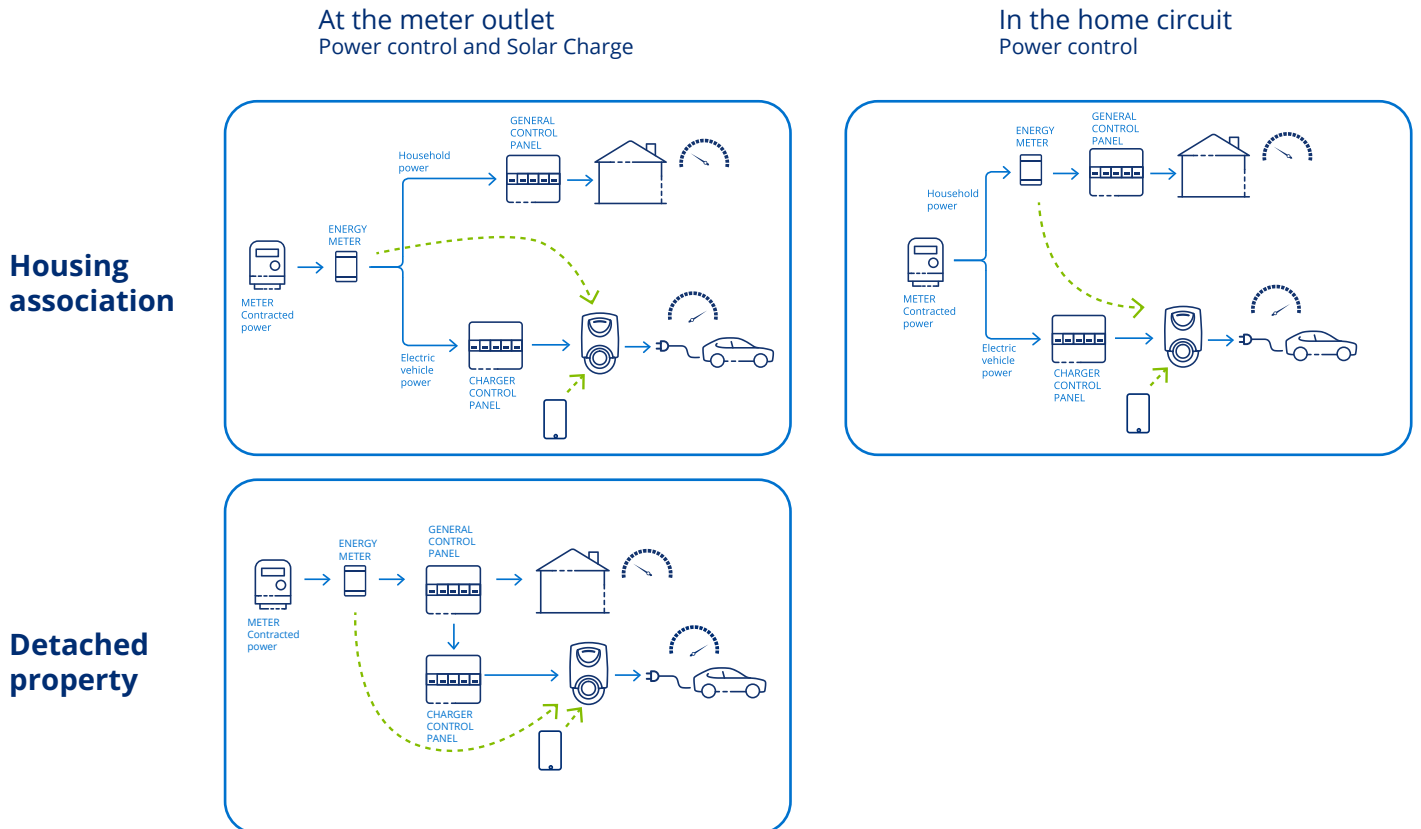 At the meter outlet
Power control and Solar Charge
In the home circuit
Power control
Housing
association
GENERAL
CONTROL
PANEL
Household
power
ENERGY
METER
METER
Contracted
power
Electric
vehicle
power
CHARGER
CONTROL
PANEL
ENERGY
METER
GENERAL
CONTROL
PANEL
Household
power
METER
Contracted
power
Electric
vehicle
power
CHARGER
CONTROL
PANEL
Detached
property
ENERGY
METER
GENERAL
CONTROL
PANEL
METER
Contracted
power
CHARGER
CONTROL
PANEL